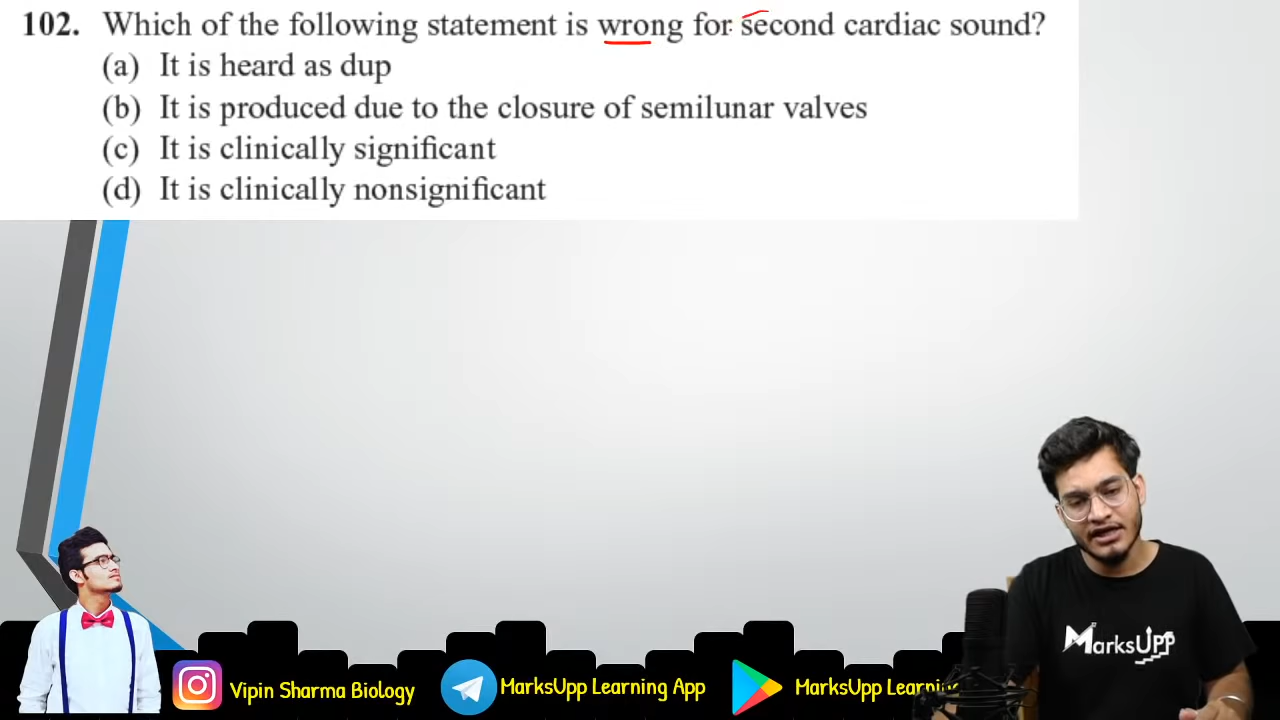 102. Which of the following statement is wrong for second cardiac sound?
(a) It is heard as dup
(b) It is produced due to the closure of semilunar valves
(c) It is clinically significant
(d) It is clinically nonsignificant
MarksUpp
Vipin Sharma Biology
MarksUpp Learning App
MarksUpp